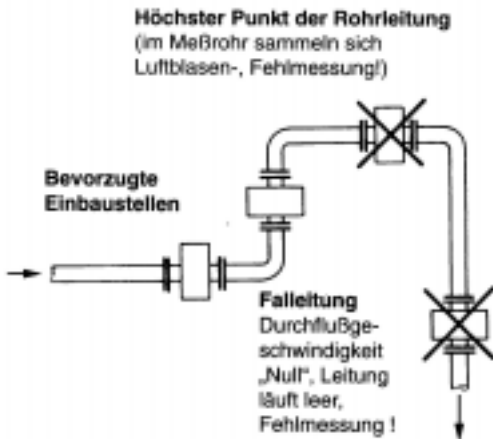 Höchster Punkt der Rohrleitung
(im Meßrohr sammeln sich
Luftblasen-, Fehlmessung!)
Bevorzugte
Einbaustellen
Falleitung
Durchflußge-
schwindigkeit
„Null", Leitung
läuft leer,
Fehlmessung !